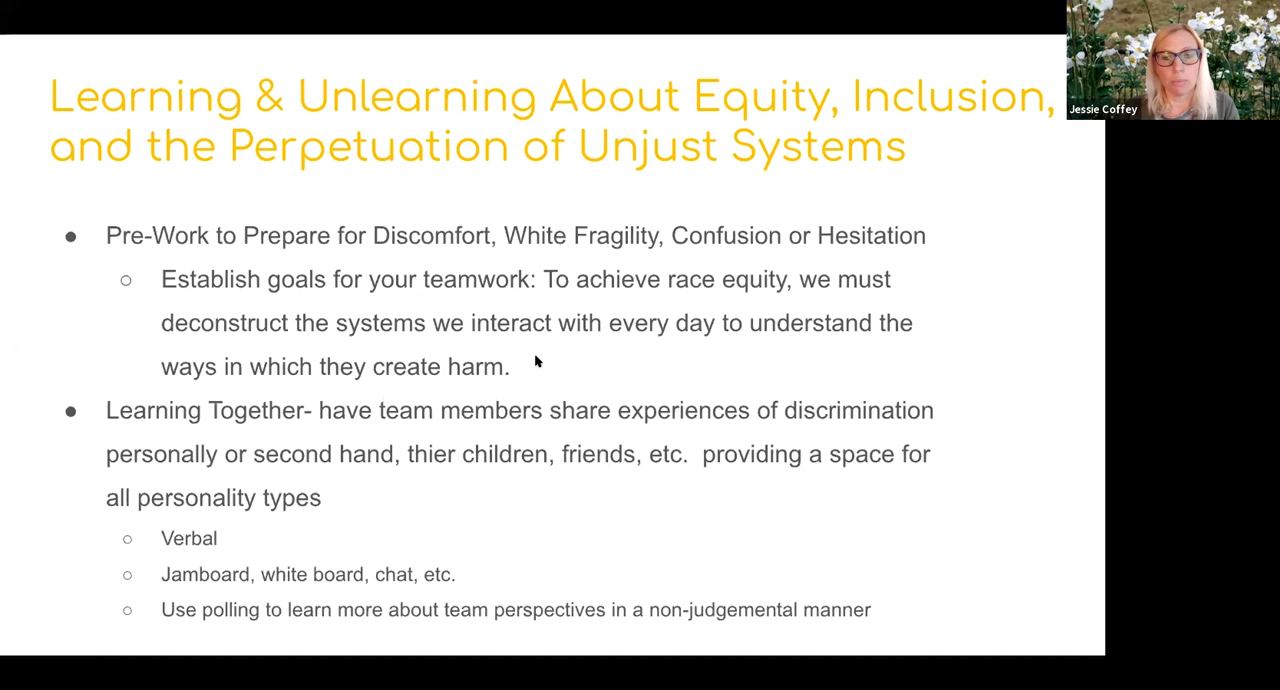 Learning & Unlearning About Equity, Inclusion,
and the Perpetuation of Unjust Systems
Jessie Coffey
● Pre-Work to Prepare for Discomfort, White Fragility, Confusion or Hesitation
○ Establish goals for your teamwork: To achieve race equity, we must
deconstruct the systems we interact with every day to understand the
ways in which they create harm.
● Learning Together- have team members share experiences of discrimination
personally or second hand, thier children, friends, etc.  providing a space for
all personality types
○ Verbal
○ Jamboard, white board, chat, etc.
○ Use polling to learn more about team perspectives in a non-judgemental manner